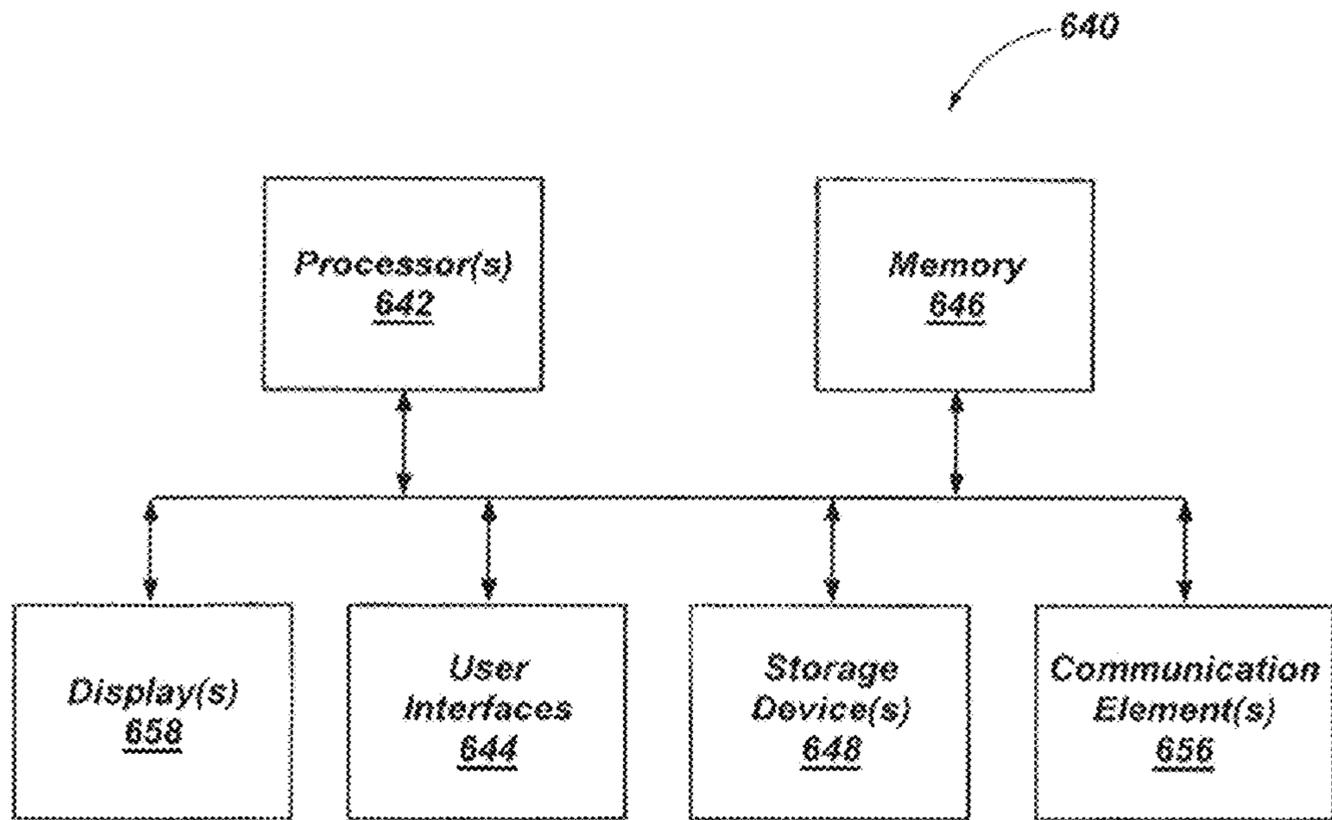 640
Processor(s)
642
Memory
646
Display(s)
658
User
Interfaces
644
Storage
Device(s)
648
Communication
Element(s)
656